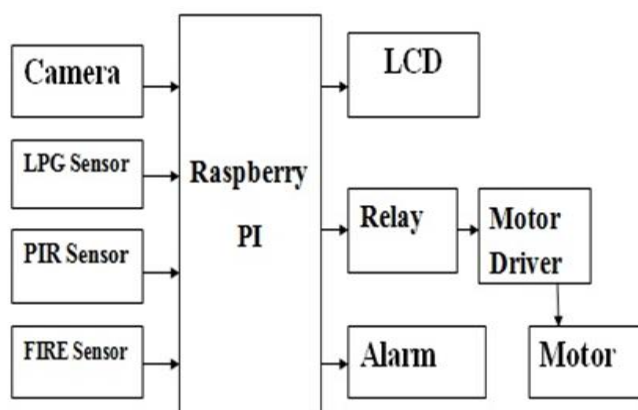 Camera
LPG Sensor
PIR Sensor
FIRE Sensor
Raspberry
PI
LCD
Relay
Motor
Driver
Alarm
Motor